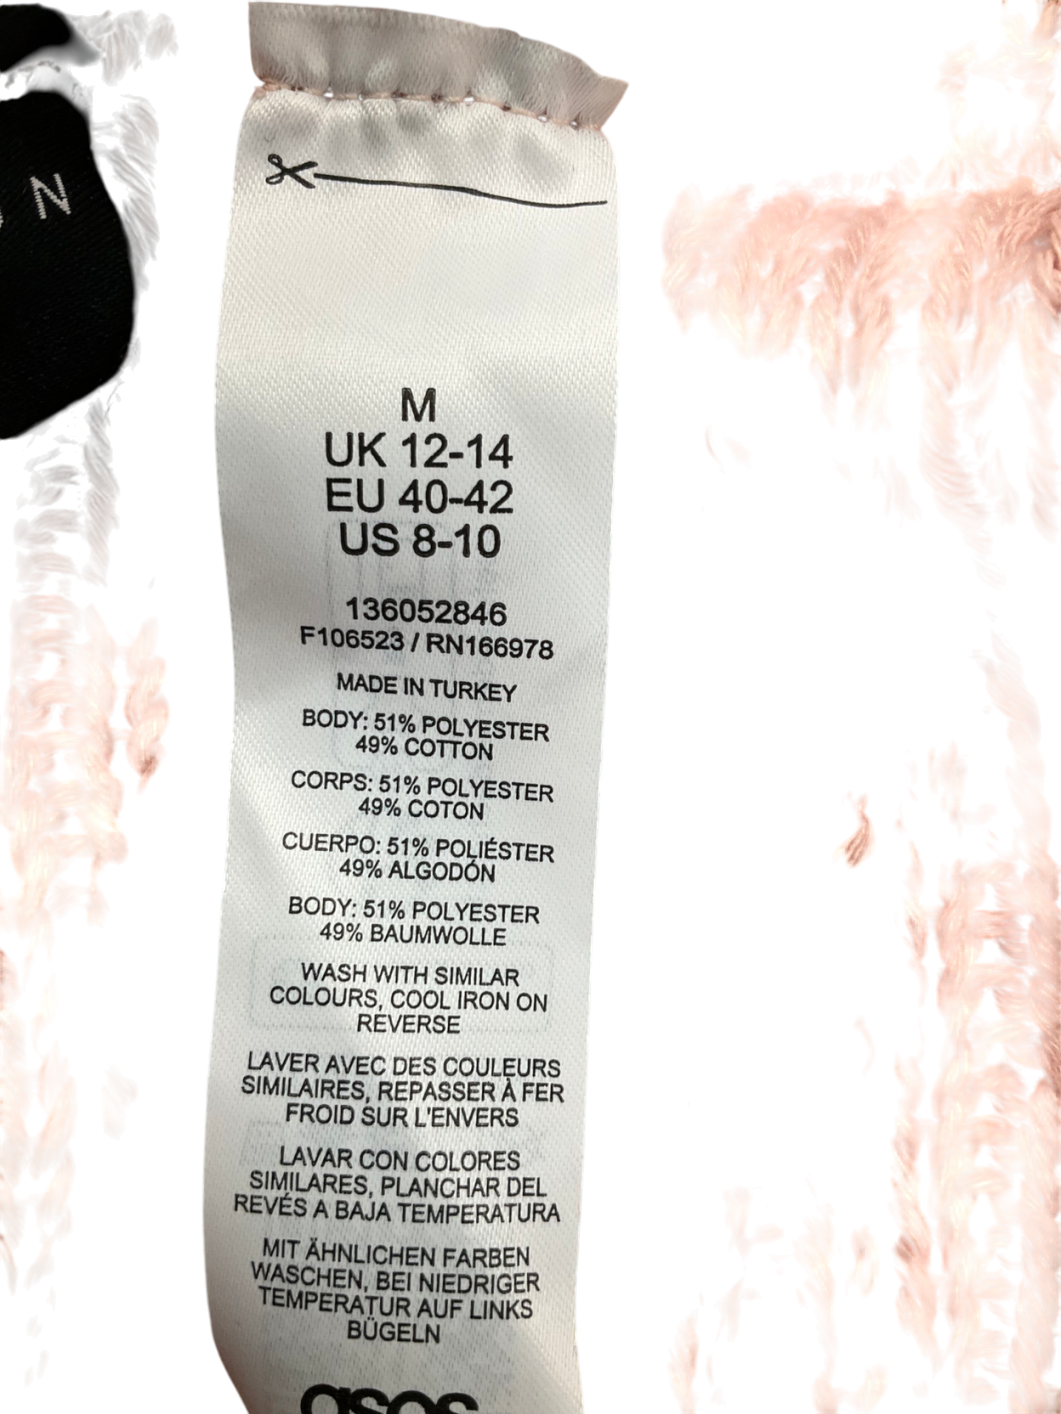 N
M
UK 12-14
EU 40-42
US 8-10
136052846
F106523 / RN166978
MADE IN TURKEY
BODY: 51% POLYESTER
49% COTTON
CORPS: 51% POLYESTER
49% COTON
CUERPO: 51% POLIÉSTER
49% ALGODÓN
BODY: 51% POLYESTER
49% BAUMWOLLE
WASH WITH SIMILAR
COLOURS, COOL IRON ON
REVERSE
LAVER AVEC DES COULEURS
SIMILAIRES, REPASSER À FER
FROID SUR L'ENVERS
LAVAR CON COLORES
SIMILARES, PLANCHAR DEL
REVÉS A BAJA TEMPERATURA
MIT ÄHNLICHEN FARBEN
WASCHEN, BEI NIEDRIGER
TEMPERATUR AUF LINKS
BÜGELN
asos